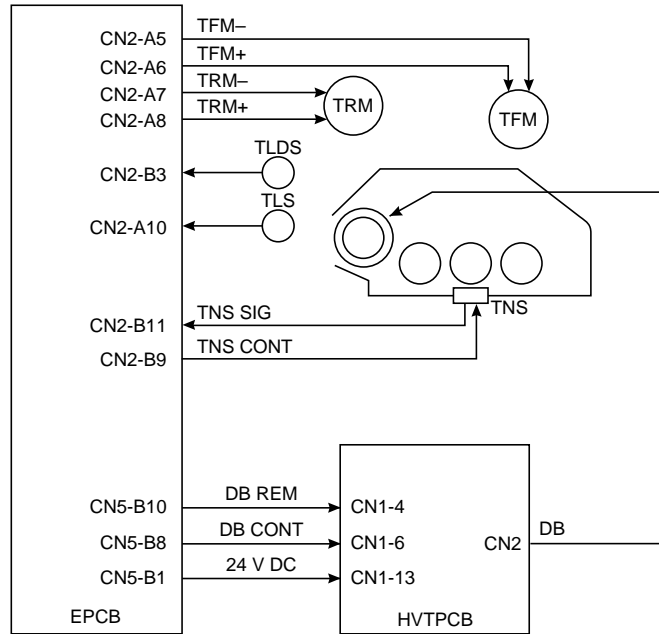 CN2-A5 TFM–
CN2-A6 TFM+
CN2-A7 TRM–
CN2-A8 TRM+
TRM
TFM
TLDS
CN2-B3
TLS
CN2-A10
TNS
CN2-B11 TNS SIG
CN2-B9 TNS CONT
CN5-B10 DB REM CN1-4
CN5-B8 DB CONT CN1-6 CN2 DB
CN5-B1 24 V DC CN1-13
EPCB HVTPCB